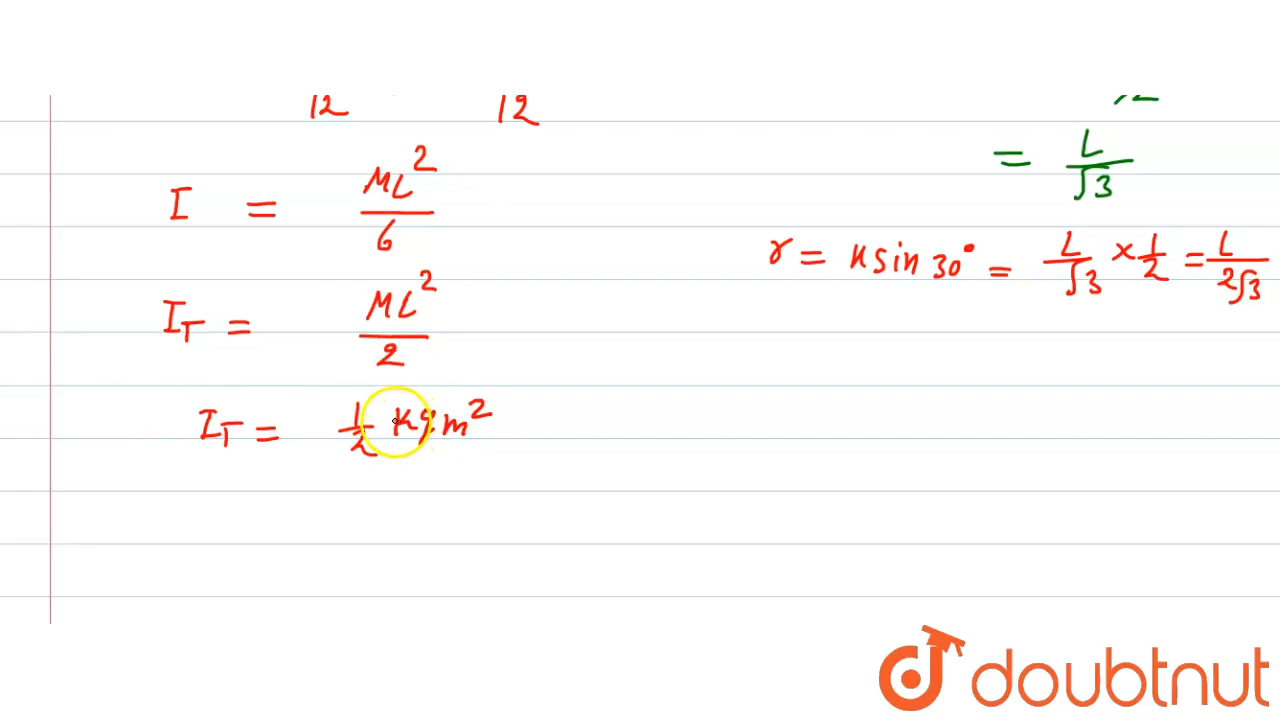 12 12
I = ML²/6
I_T = ML²/2
I_T = 1/2 Kg m²
= L/√3
r = x sin 30° = L/√3 × 1/2 = L/2√3
doubtnut